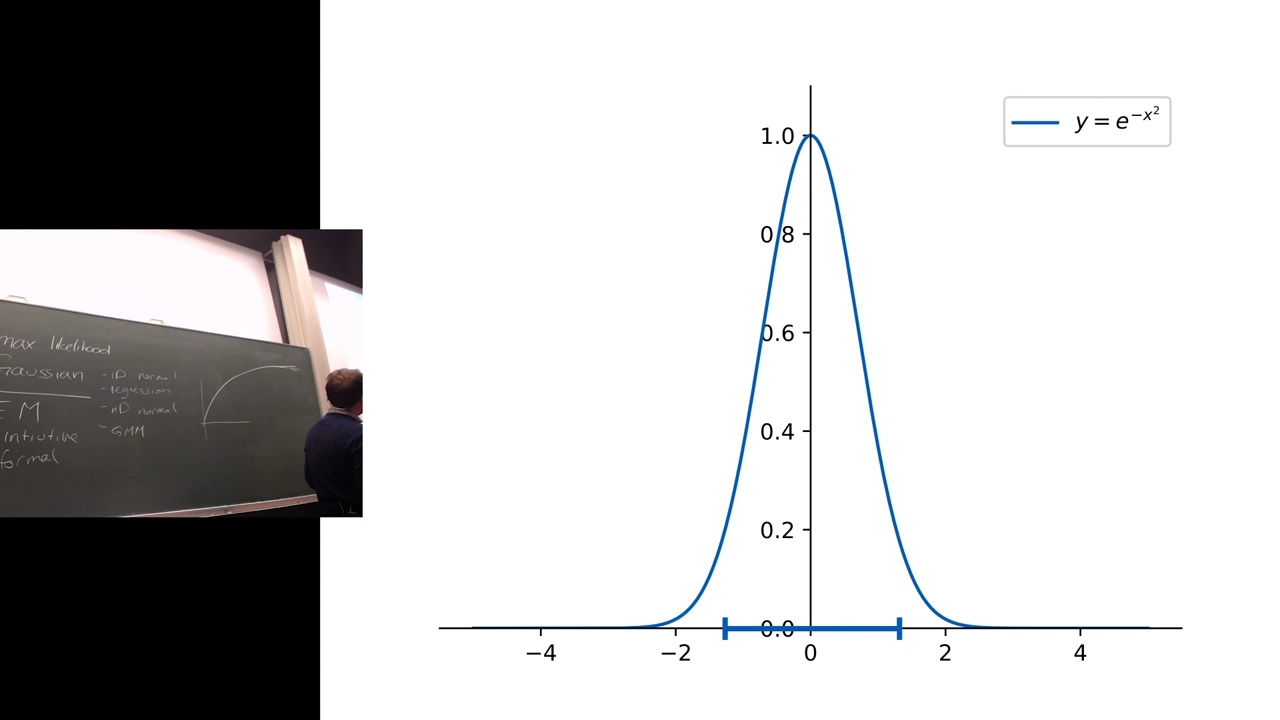 max likelihood
Gaussian
EM
intiutive
formal
- 1D normal
- regression
- nD normal
- GMM
y = e^{-x^2}
1.0
0.8
0.6
0.4
0.2
0.0
−4 −2 0 2 4